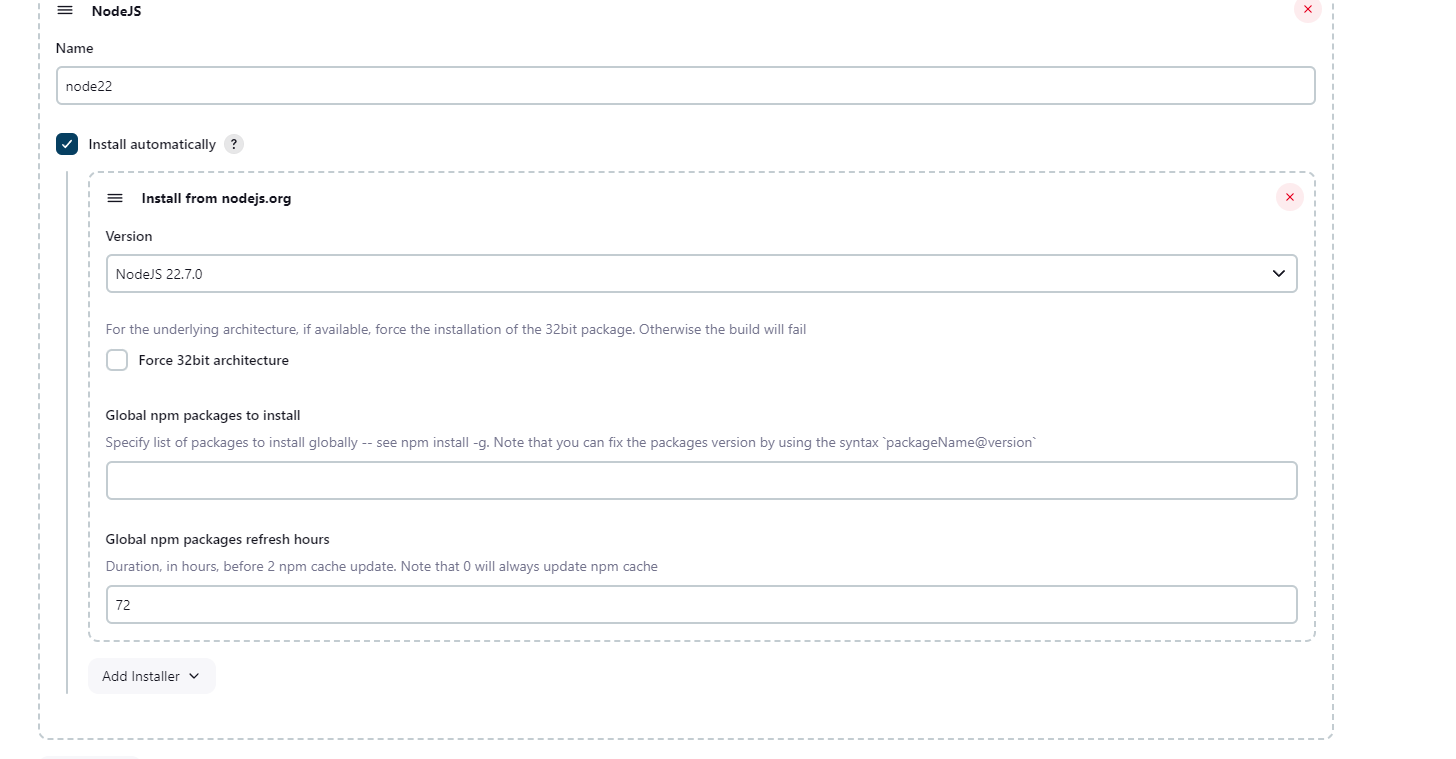 NodeJS
Name
node22
Install automatically ?
Install from nodejs.org
Version
NodeJS 22.7.0
For the underlying architecture, if available, force the installation of the 32bit package. Otherwise the build will fail
Force 32bit architecture
Global npm packages to install
Specify list of packages to install globally -- see npm install -g. Note that you can fix the packages version by using the syntax `packageName@version`
Global npm packages refresh hours
Duration, in hours, before 2 npm cache update. Note that 0 will always update npm cache
72
Add Installer